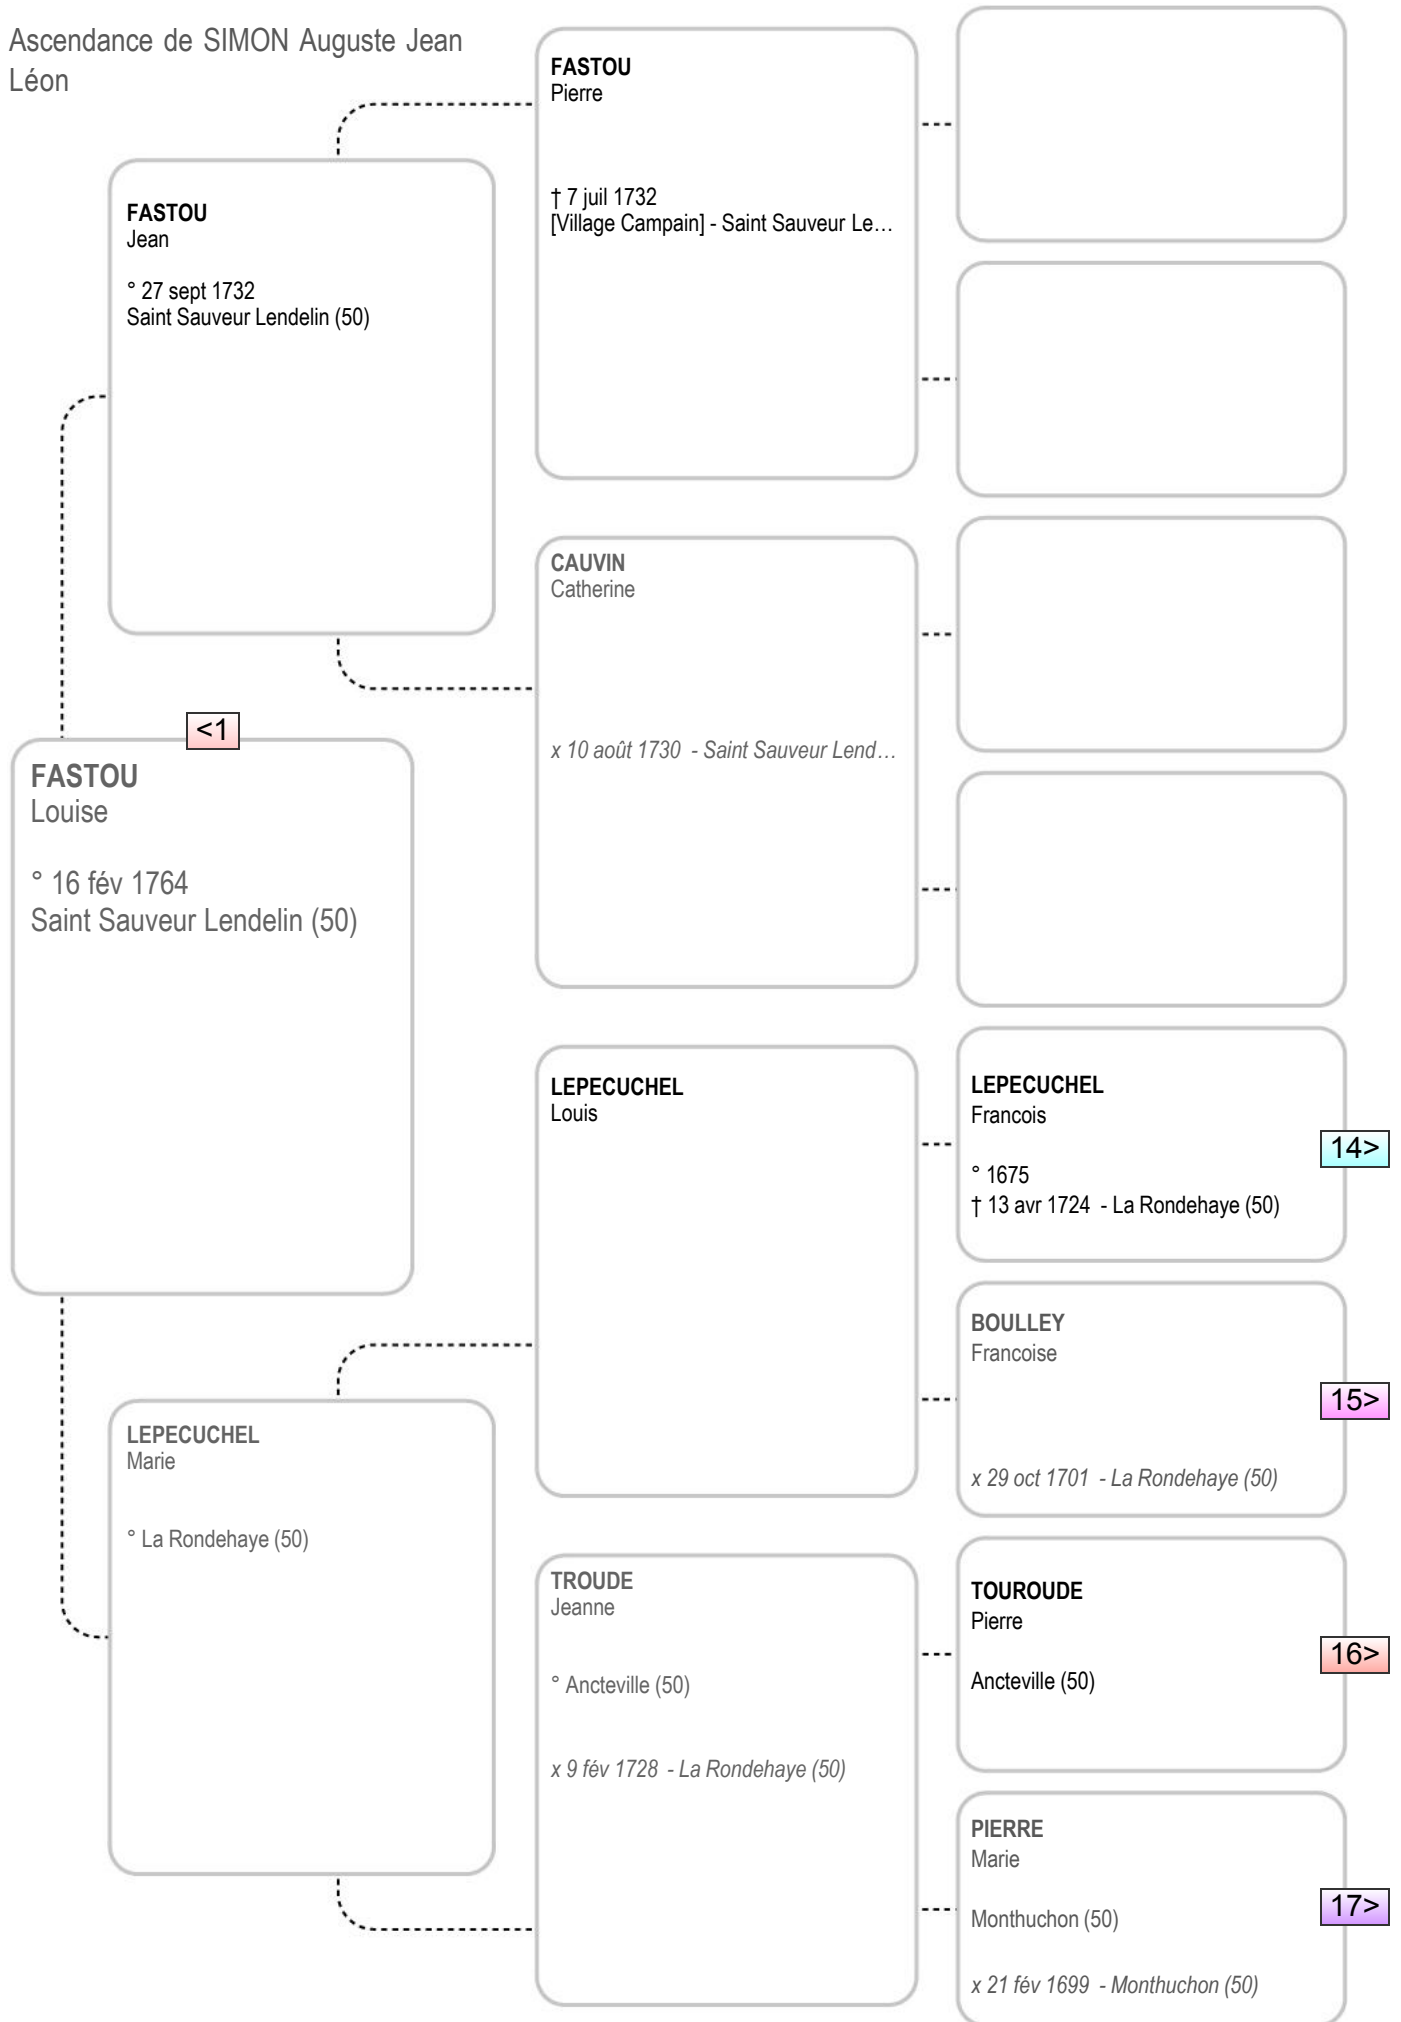 Ascendance de SIMON Auguste Jean
Léon
FASTOU
Pierre
† 7 juil 1732
[Village Campain] - Saint Sauveur Le…
FASTOU
Jean
° 27 sept 1732
Saint Sauveur Lendelin (50)
CAUVIN
Catherine
x 10 août 1730 - Saint Sauveur Lend…
<1
FASTOU
Louise
° 16 fév 1764
Saint Sauveur Lendelin (50)
LEPECUCHEL
Louis
LEPECUCHEL
Francois
° 1675
† 13 avr 1724 - La Rondehaye (50)
14>
BOULLEY
Francoise
x 29 oct 1701 - La Rondehaye (50)
15>
LEPECUCHEL
Marie
° La Rondehaye (50)
TROUDE
Jeanne
° Ancteville (50)
x 9 fév 1728 - La Rondehaye (50)
TOUROUDE
Pierre
Ancteville (50)
16>
PIERRE
Marie
Monthuchon (50)
x 21 fév 1699 - Monthuchon (50)
17>